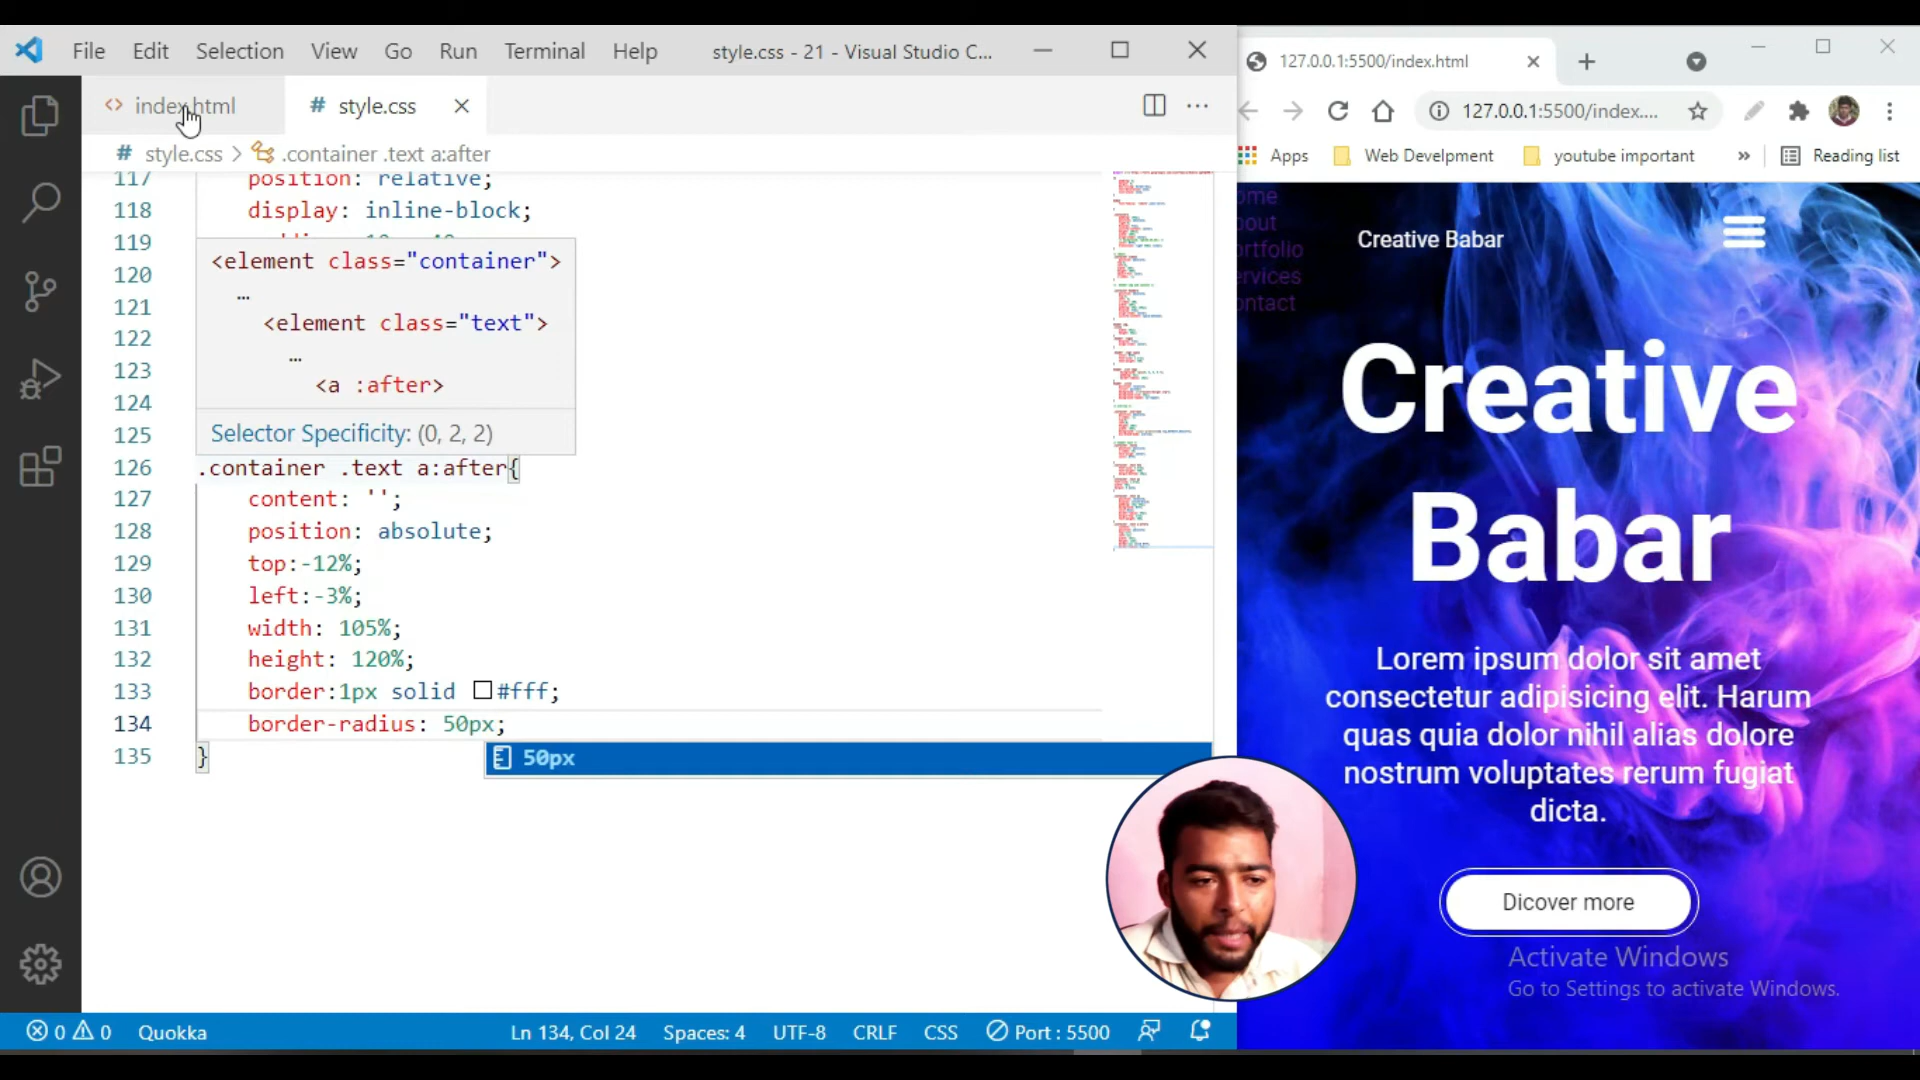 File Edit Selection View Go Run Terminal Help style.css - 21 - Visual Studio C...
index.html # style.css
# style.css > .container .text a:after
117 position: relative;
118 display: inline-block;
119
120 <element class="container">
121 …
122 <element class="text">
123 …
124 <a :after>
125 Selector Specificity: (0, 2, 2)
126 .container .text a:after{
127 content: '';
128 position: absolute;
129 top:-12%;
130 left:-3%;
131 width: 105%;
132 height: 120%;
133 border:1px solid #fff;
134 border-radius: 50px;
135 }
50px
0 0 Quokka Ln 134, Col 24 Spaces: 4 UTF-8 CRLF CSS Port : 5500
127.0.0.1:5500/index.html
127.0.0.1:5500/index....
Apps Web Develpment youtube important » Reading list
ome
bout
ortfolio
ervices
ontact
Creative Babar
Creative
Babar
Lorem ipsum dolor sit amet
consectetur adipisicing elit. Harum
quas quia dolor nihil alias dolore
nostrum voluptates rerum fugiat
dicta.
Dicover more
Activate Windows
Go to Settings to activate Windows.